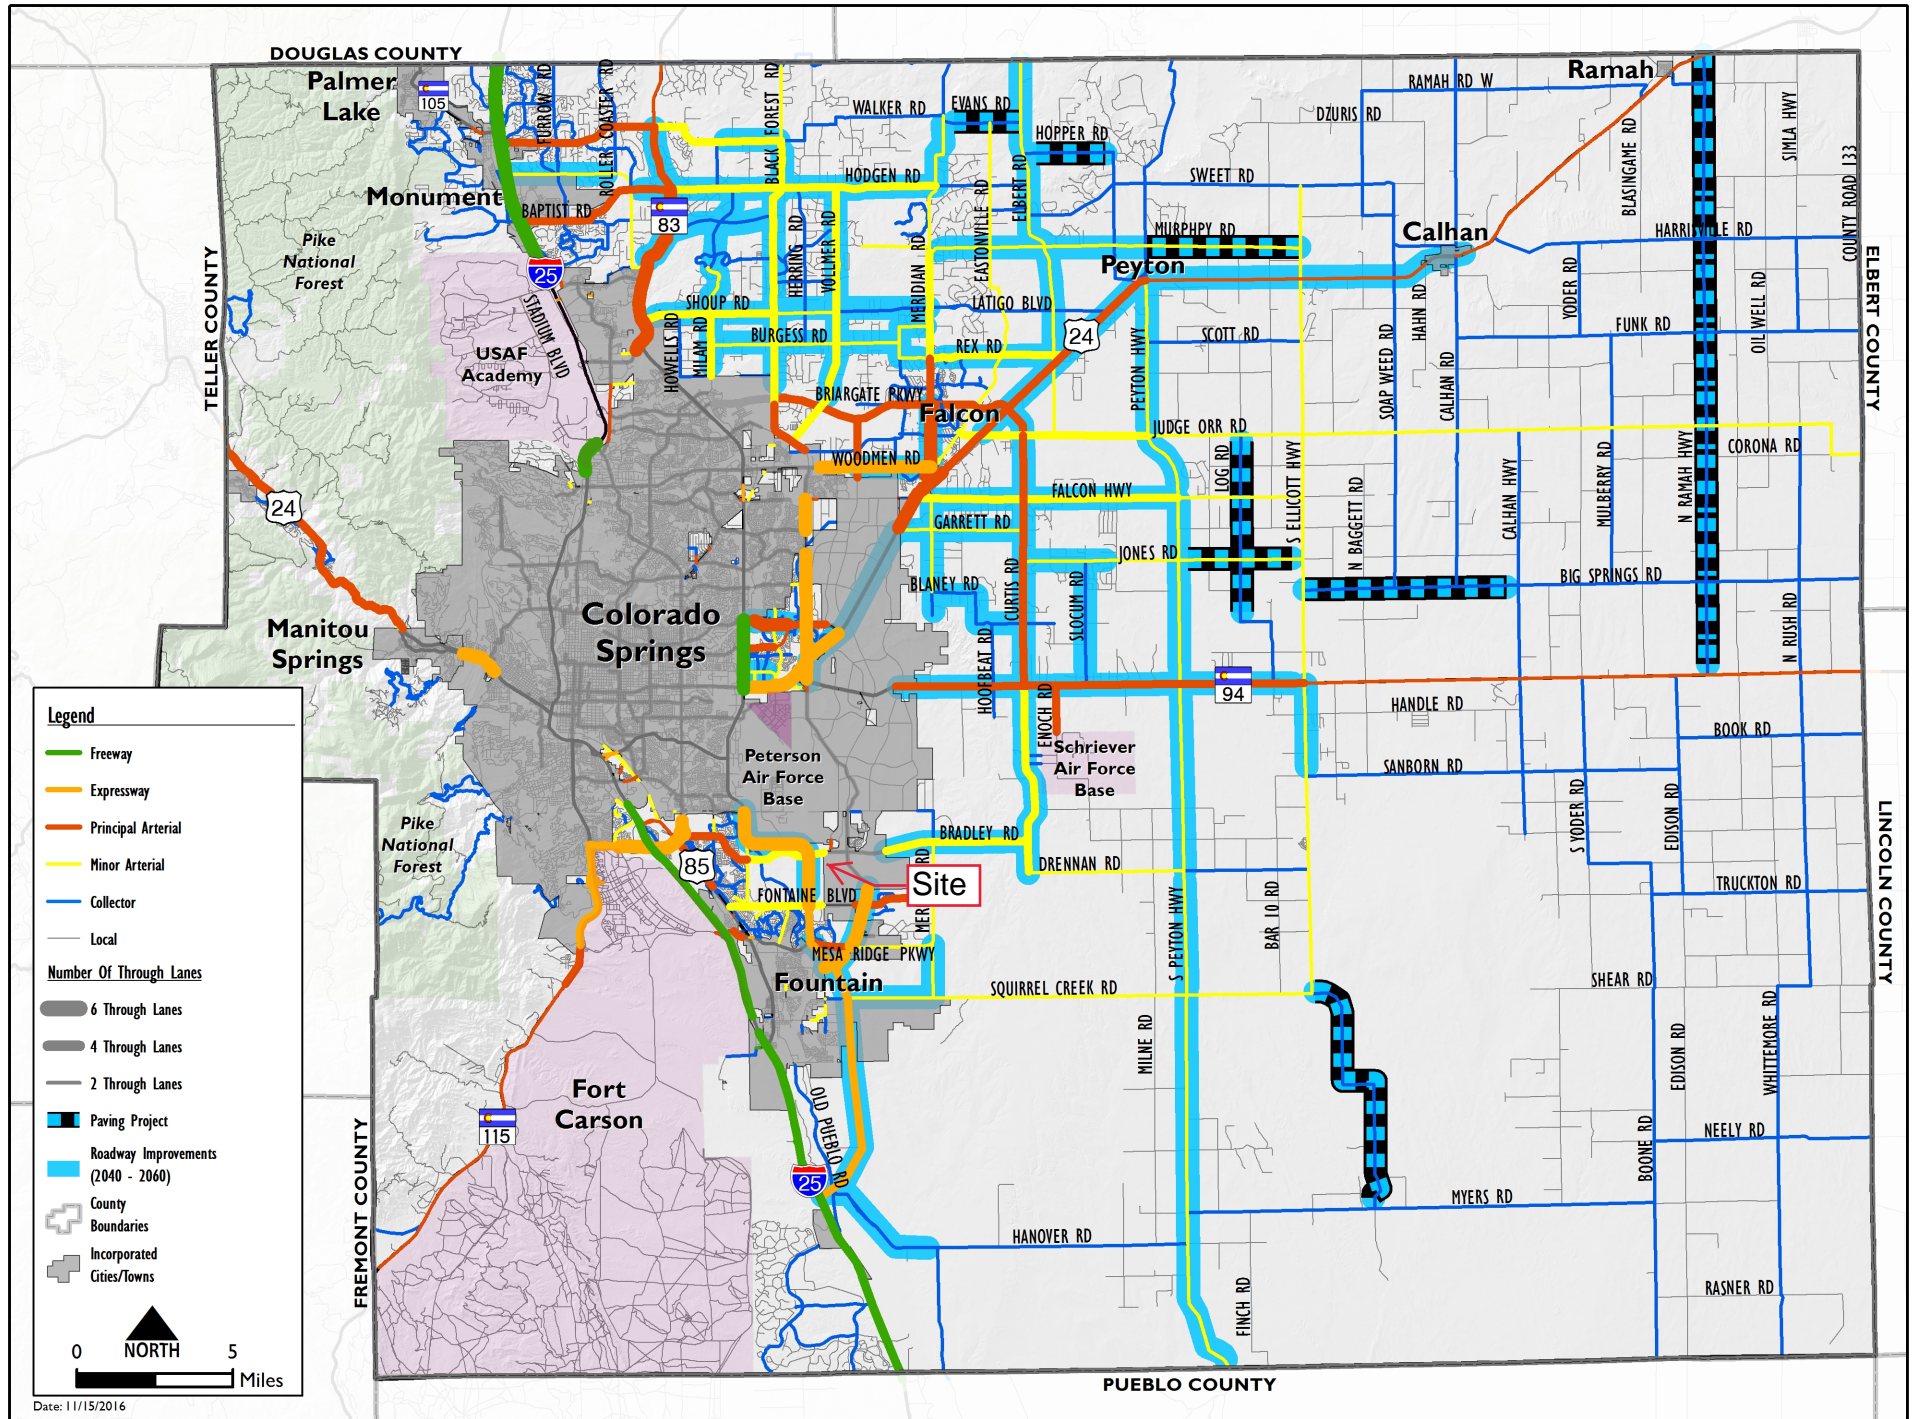 DOUGLAS COUNTY
Palmer
Lake
105
FURROW RD
ROLLER COASTER RD
BLACK FOREST RD
WALKER RD
EVANS RD
HOPPER RD
DZURIS RD
RAMAH RD W
Ramah
BLASINGAME RD
SIMLA HWY
COUNTY ROAD 133
Monument
BAPTIST RD
83
HODGEN RD
HERRING RD
VOLLMER RD
MERIDIAN RD
EASTONVILLE RD
ELBERT RD
SWEET RD
MURPHPY RD
Calhan
HARRISVILLE RD
Pike
National
Forest
TELLER COUNTY
25
STADIUM BLVD
USAF
Academy
SHOUP RD
BURGESS RD
HOWELLS RD
MILAM RD
LATIGO BLVD
REX RD
Peyton
24
PEYTON HWY
SCOTT RD
SOAP WEED RD
HAHN RD
CALHAN RD
YODER RD
FUNK RD
OIL WELL RD
ELBERT COUNTY
BRIARGATE PKWY
Falcon
WOODMEN RD
JUDGE ORR RD
FALCON HWY
GARRETT RD
LOG RD
S ELLICOTT HWY
N BAGGETT RD
CALHAN HWY
MULBERRY RD
N RAMAH HWY
CORONA RD
24
Manitou
Springs
Colorado
Springs
BLANEY RD
CURTIS RD
JONES RD
SLOCUM RD
HOOFBEAT RD
BIG SPRINGS RD
N RUSH RD
94
ENOCH RD
Schriever
Air Force
Base
HANDLE RD
BOOK RD
SANBORN RD
Peterson
Air Force
Base
Pike
National
Forest
85
BRADLEY RD
DRENNAN RD
Site
FONTAINE BLVD
MER
RD
MESA RIDGE PKWY
Fountain
SQUIRREL CREEK RD
S PEYTON HWY
BAR 10 RD
S YODER RD
EDISON RD
TRUCKTON RD
LINCOLN COUNTY
SHEAR RD
MILNE RD
EDISON RD
WHITTEMORE RD
Fort
Carson
115
OLD PUEBLO RD
25
BOONE RD
NEELY RD
MYERS RD
HANOVER RD
FINCH RD
RASNER RD
FREMONT COUNTY
PUEBLO COUNTY
Legend
Freeway
Expressway
Principal Arterial
Minor Arterial
Collector
Local
Number Of Through Lanes
6 Through Lanes
4 Through Lanes
2 Through Lanes
Paving Project
Roadway Improvements
(2040 - 2060)
County
Boundaries
Incorporated
Cities/Towns
NORTH
0 5
Miles
Date: 11/15/2016